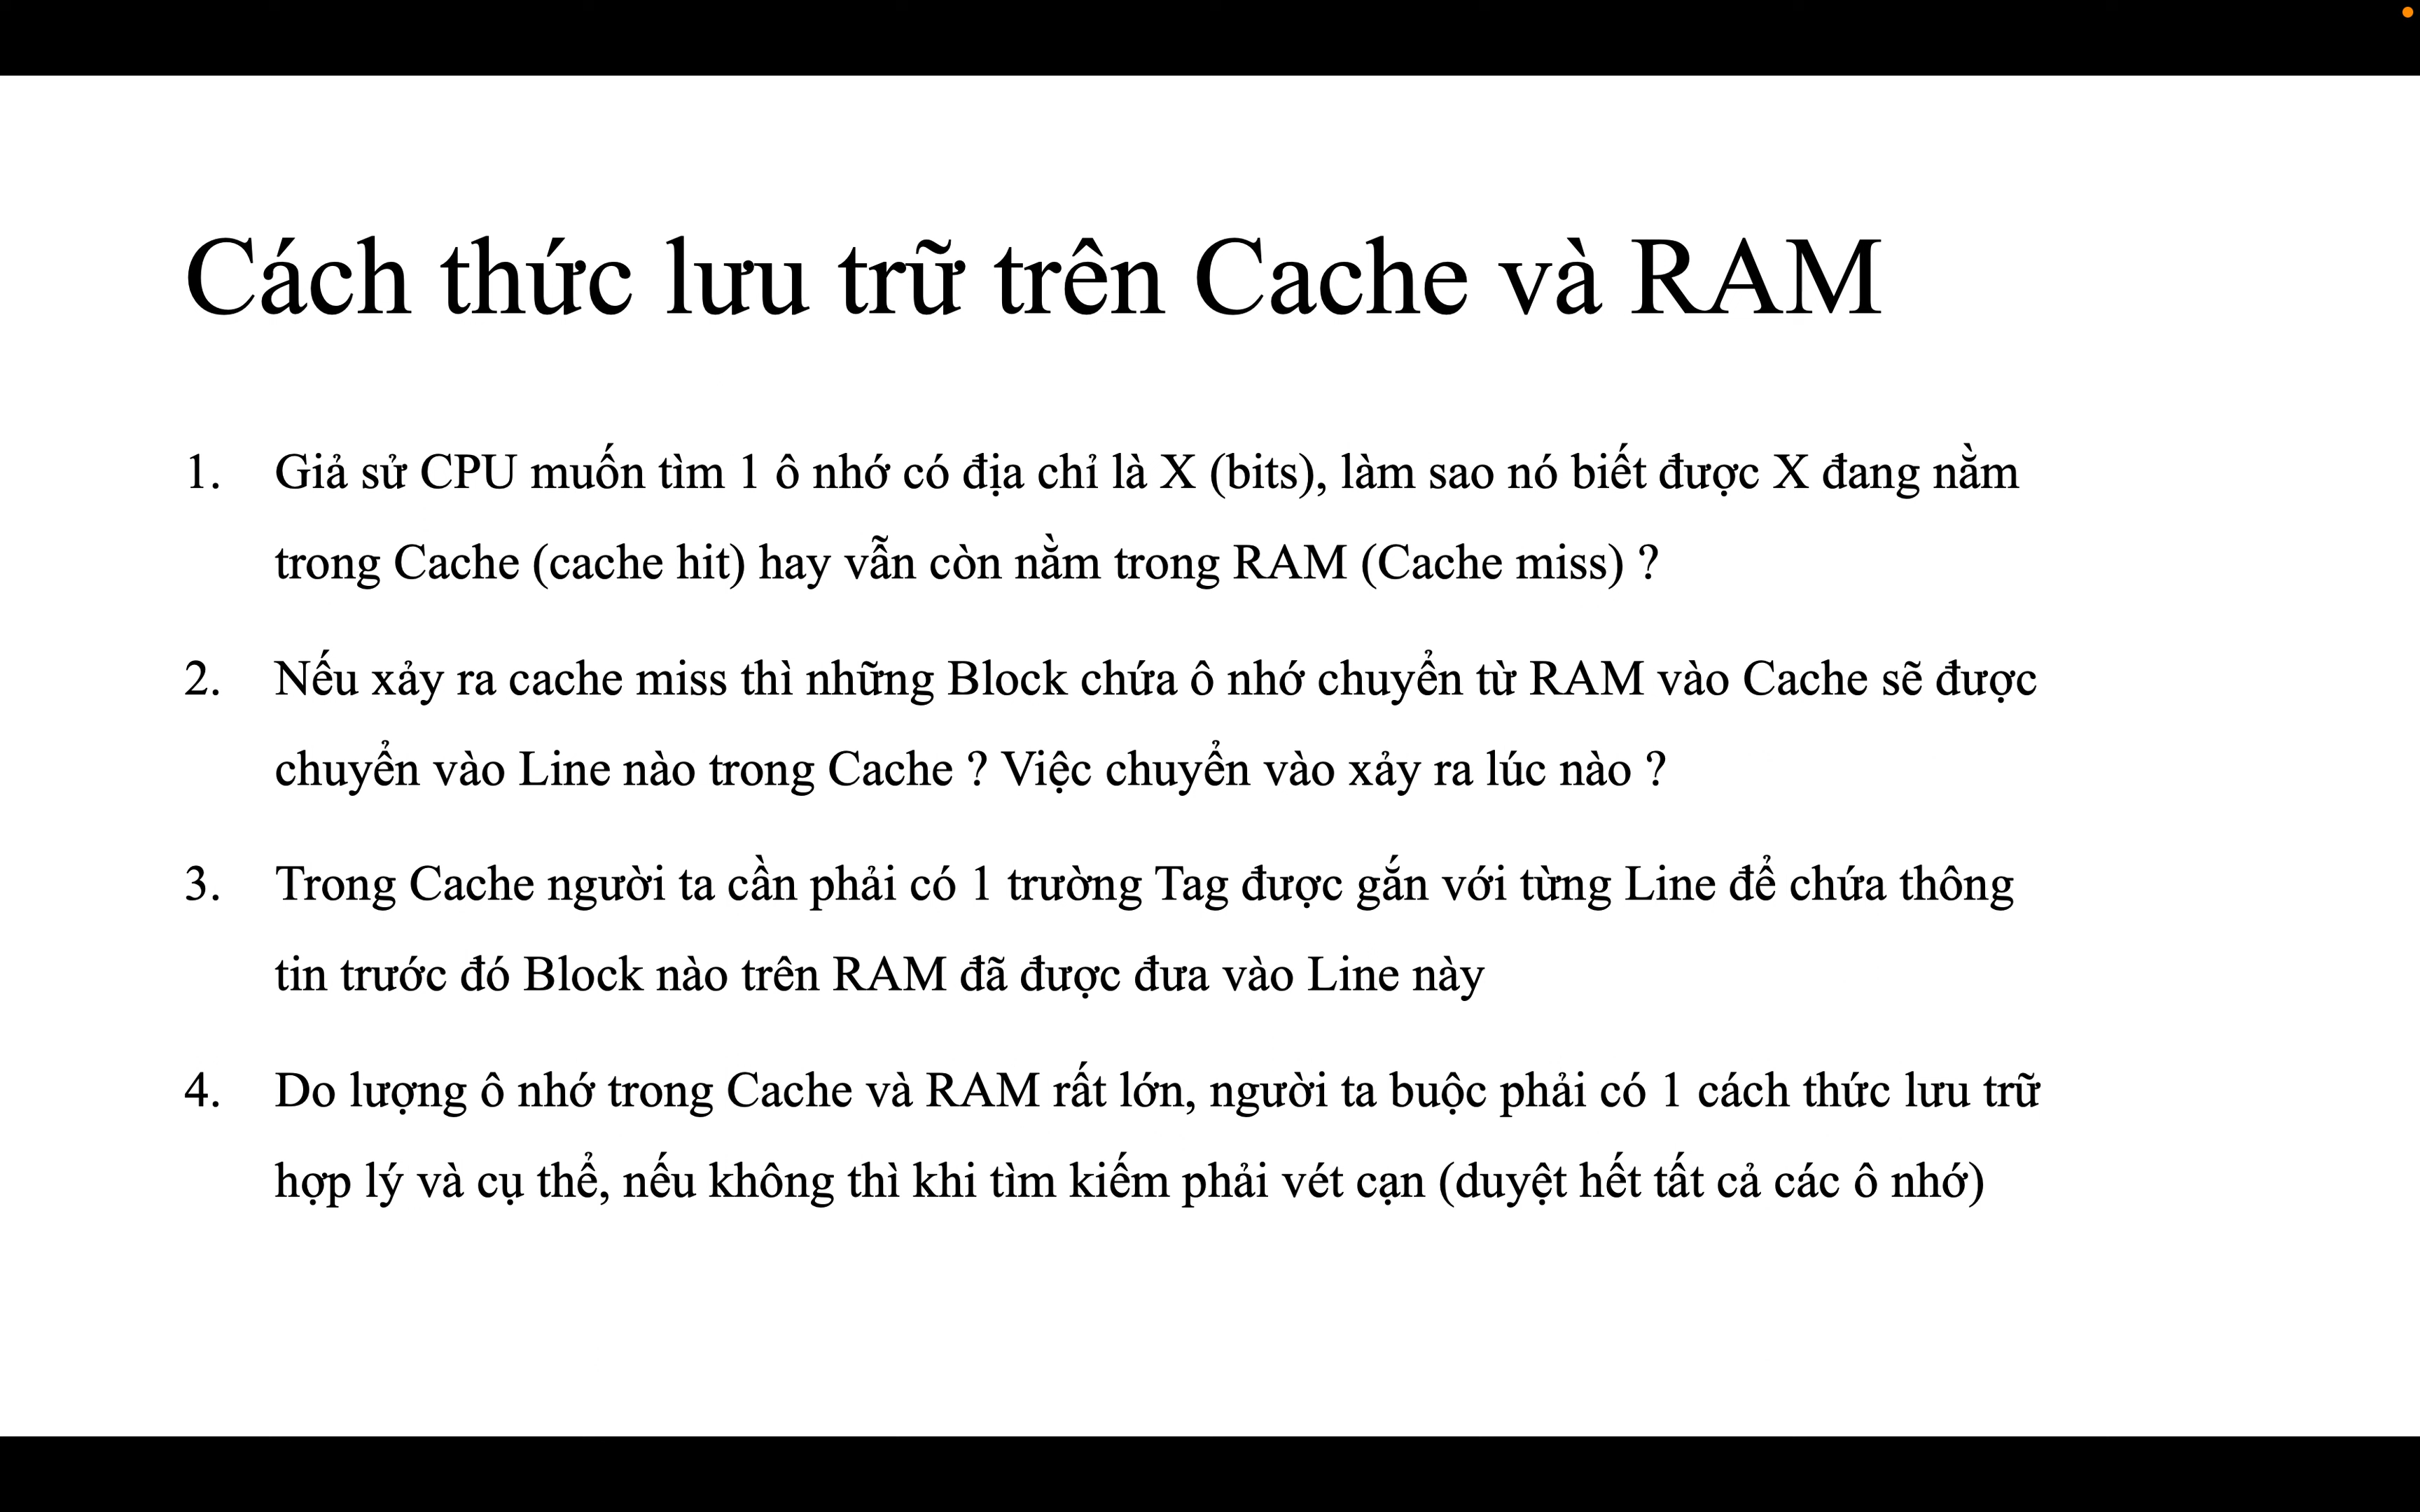 Cách thức lưu trữ trên Cache và RAM
1. Giả sử CPU muốn tìm 1 ô nhớ có địa chỉ là X (bits), làm sao nó biết được X đang nằm
trong Cache (cache hit) hay vẫn còn nằm trong RAM (Cache miss) ?
2. Nếu xảy ra cache miss thì những Block chứa ô nhớ chuyển từ RAM vào Cache sẽ được
chuyển vào Line nào trong Cache ? Việc chuyển vào xảy ra lúc nào ?
3. Trong Cache người ta cần phải có 1 trường Tag được gắn với từng Line để chứa thông
tin trước đó Block nào trên RAM đã được đưa vào Line này
4. Do lượng ô nhớ trong Cache và RAM rất lớn, người ta buộc phải có 1 cách thức lưu trữ
hợp lý và cụ thể, nếu không thì khi tìm kiếm phải vét cạn (duyệt hết tất cả các ô nhớ)